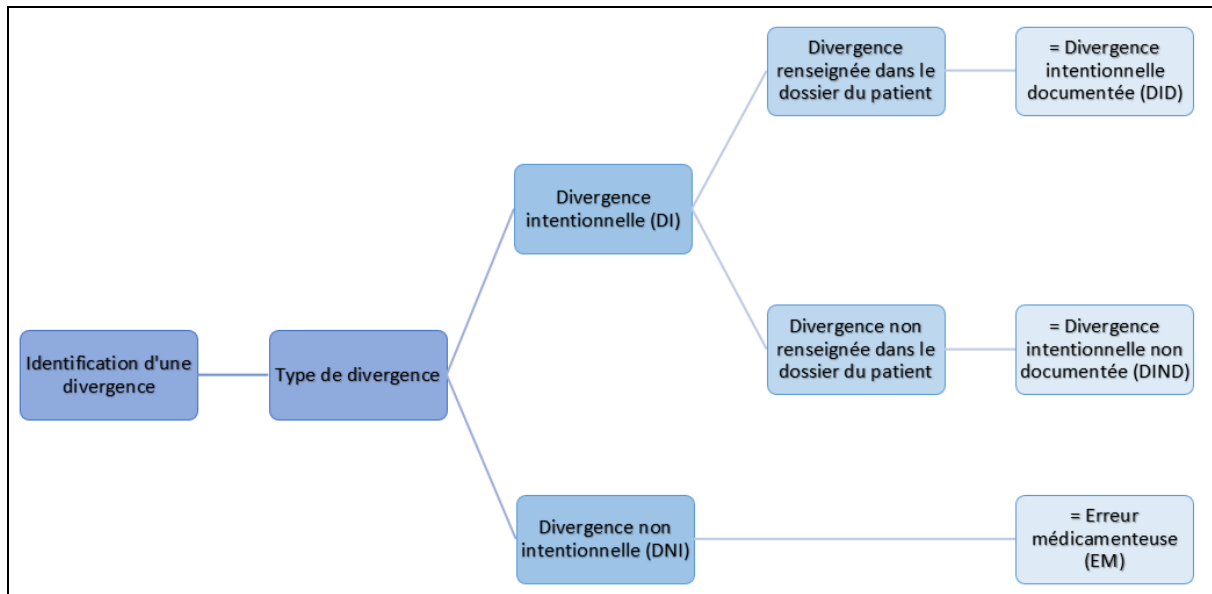 Divergence
renseignée dans le
dossier du patient
= Divergence
intentionnelle
documentée (DID)
Divergence
intentionnelle (DI)
Identification d'une
divergence
Type de divergence
Divergence non
renseignée dans le
dossier du patient
= Divergence
intentionnelle non
documentée (DIND)
Divergence non
intentionnelle (DNI)
= Erreur
médicamenteuse
(EM)